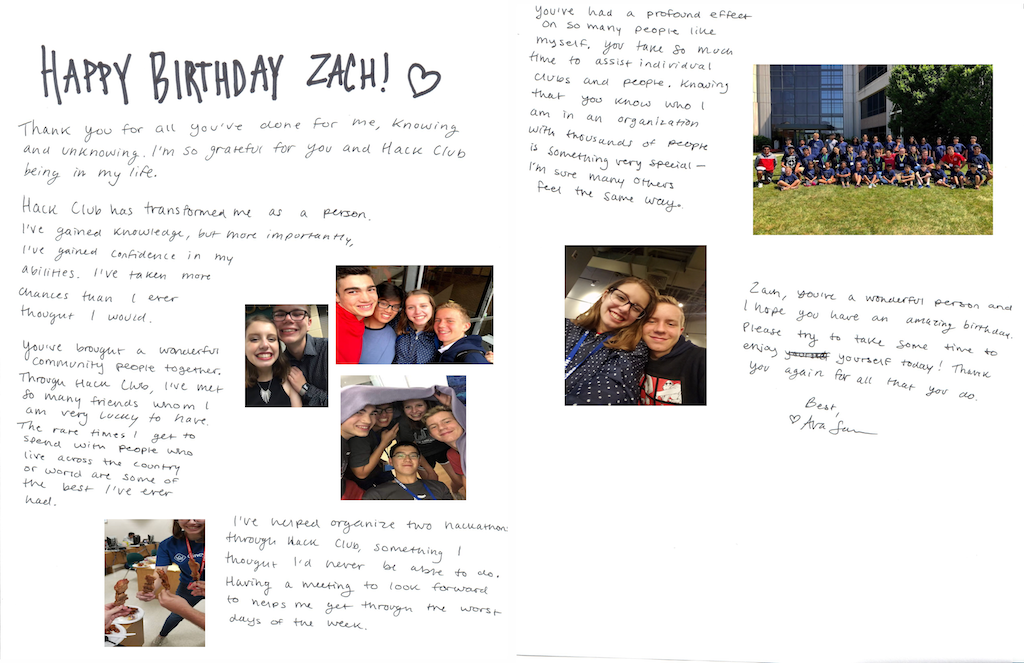 HAPPY BIRTHDAY ZACH! ♡
Thank you for all you've done for me, knowing
and unknowing. I'm so grateful for you and Hack Club
being in my life.
Hack Club has transformed me as a person.
I've gained knowledge, but more importantly,
I've gained confidence in my
abilities. I've taken more
chances than I ever
thought I would.
You've brought a wonderful
community people together.
Through Hack Club, I've met
so many friends whom I
am very lucky to have.
The rare times I get to
spend with people who
live across the country
or world are some of
the best I've ever
had.
I've helped organize two hackathons
through Hack Club, something I
thought I'd never be able to do.
Having a meeting to look forward
to helps me get through the worst
days of the week.
You've had a profound effect
on so many people like
myself. You take so much
time to assist individual
clubs and people. Knowing
that you know who I
am in an organization
with thousands of people
is something very special—
I'm sure many others
feel the same way.
Zach, you're a wonderful person and
I hope you have an amazing birthday.
Please try to take some time to
enjoy yourself today! Thank
you again for all that you do.
Best,
♡ Ava